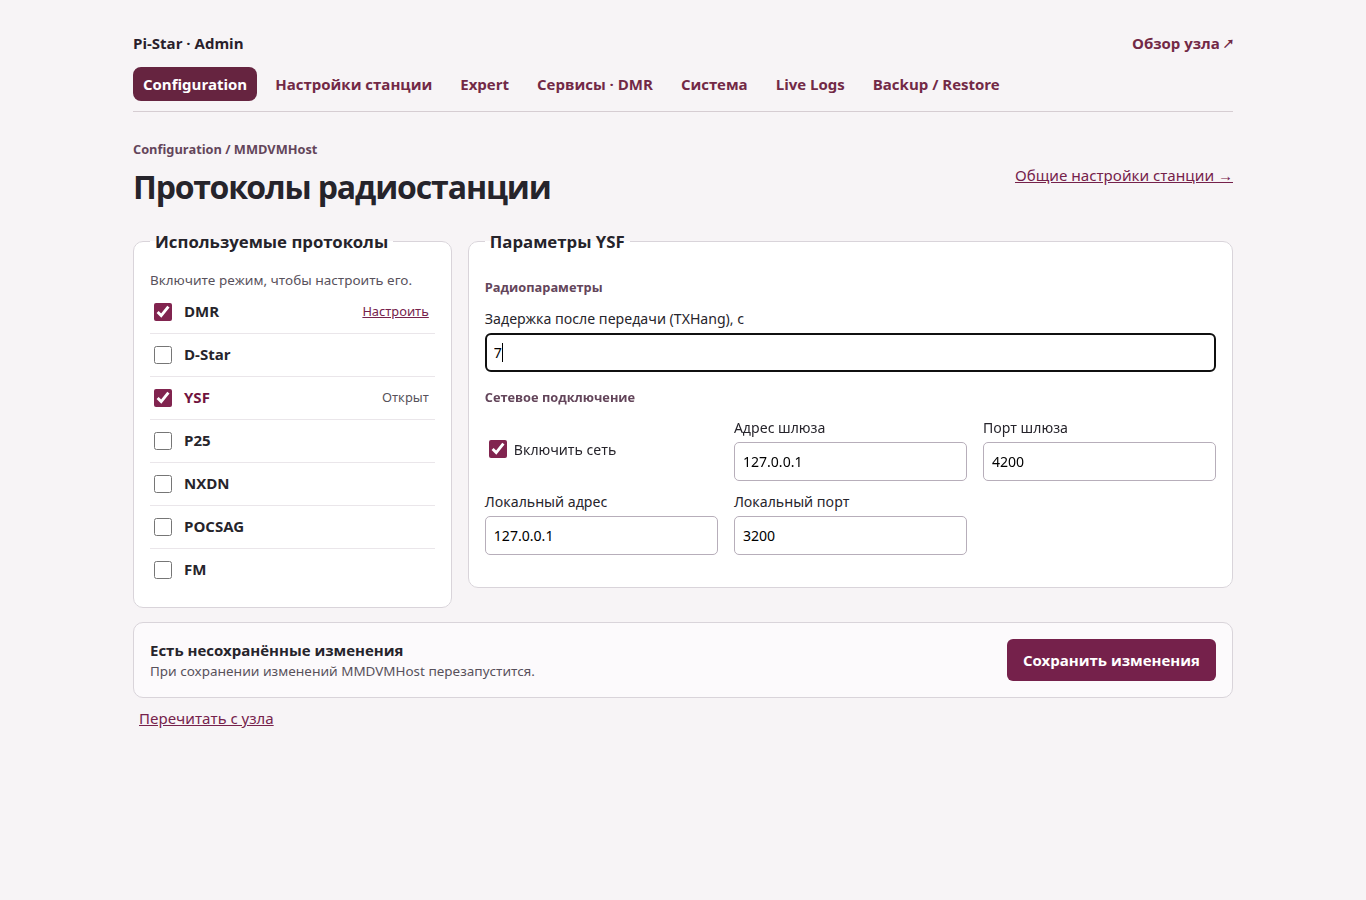 Pi-Star · Admin
Обзор узла ↗
Configuration
Настройки станции
Expert
Сервисы · DMR
Система
Live Logs
Backup / Restore
Configuration / MMDVMHost
Протоколы радиостанции
Общие настройки станции →
Используемые протоколы
Включите режим, чтобы настроить его.
DMR
Настроить
D-Star
YSF
Открыт
P25
NXDN
POCSAG
FM
Параметры YSF
Радиопараметры
Задержка после передачи (TXHang), с
7
Сетевое подключение
Включить сеть
Адрес шлюза
127.0.0.1
Порт шлюза
4200
Локальный адрес
127.0.0.1
Локальный порт
3200
Есть несохранённые изменения
При сохранении изменений MMDVMHost перезапустится.
Сохранить изменения
Перечитать с узла